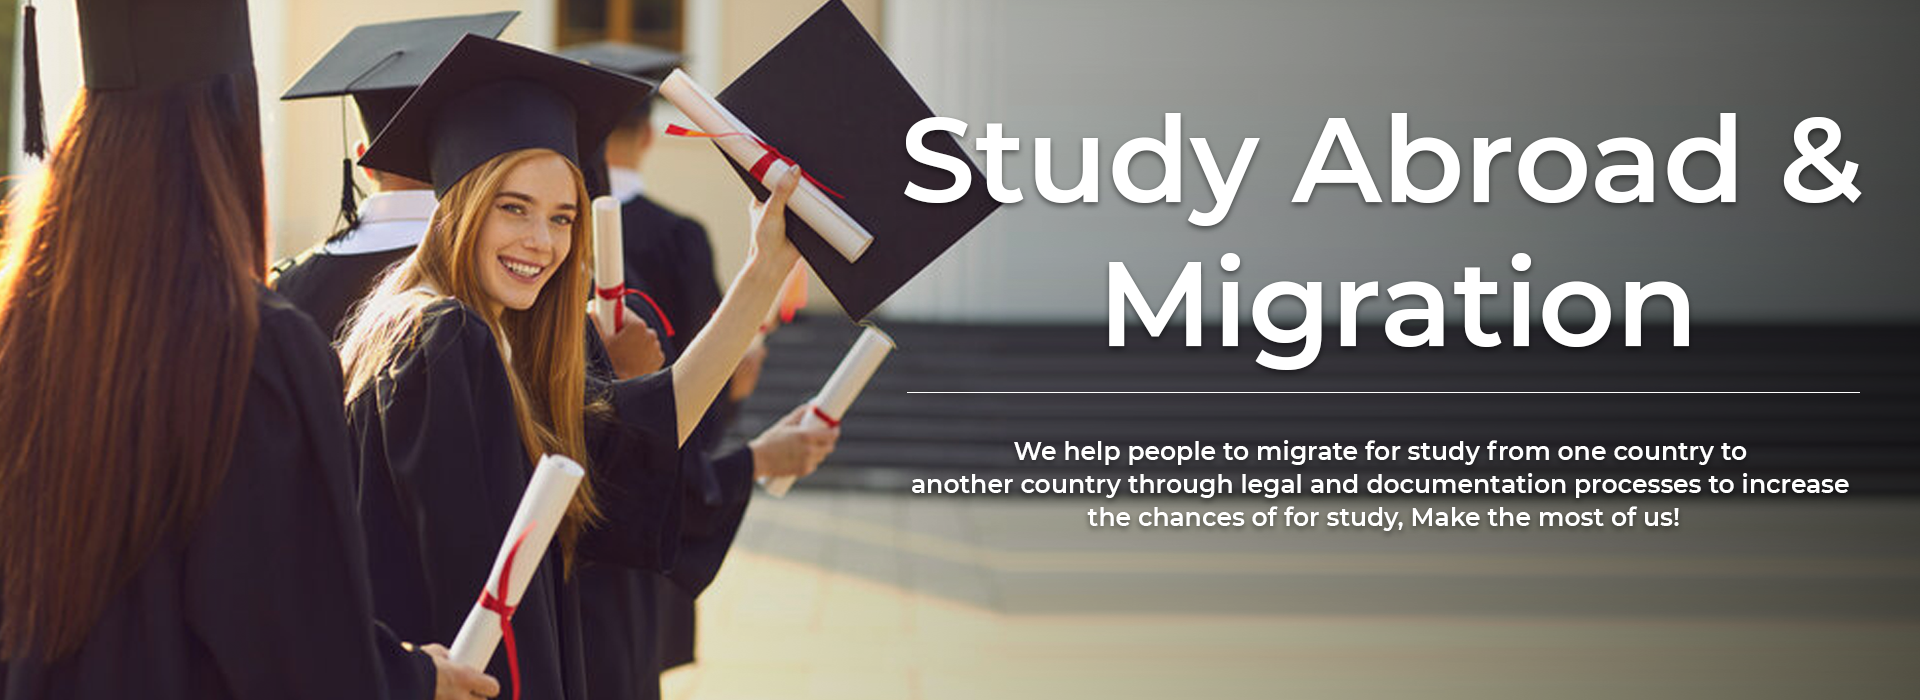 Study Abroad &
Migration
We help people to migrate for study from one country to
another country through legal and documentation processes to increase
the chances of for study, Make the most of us!